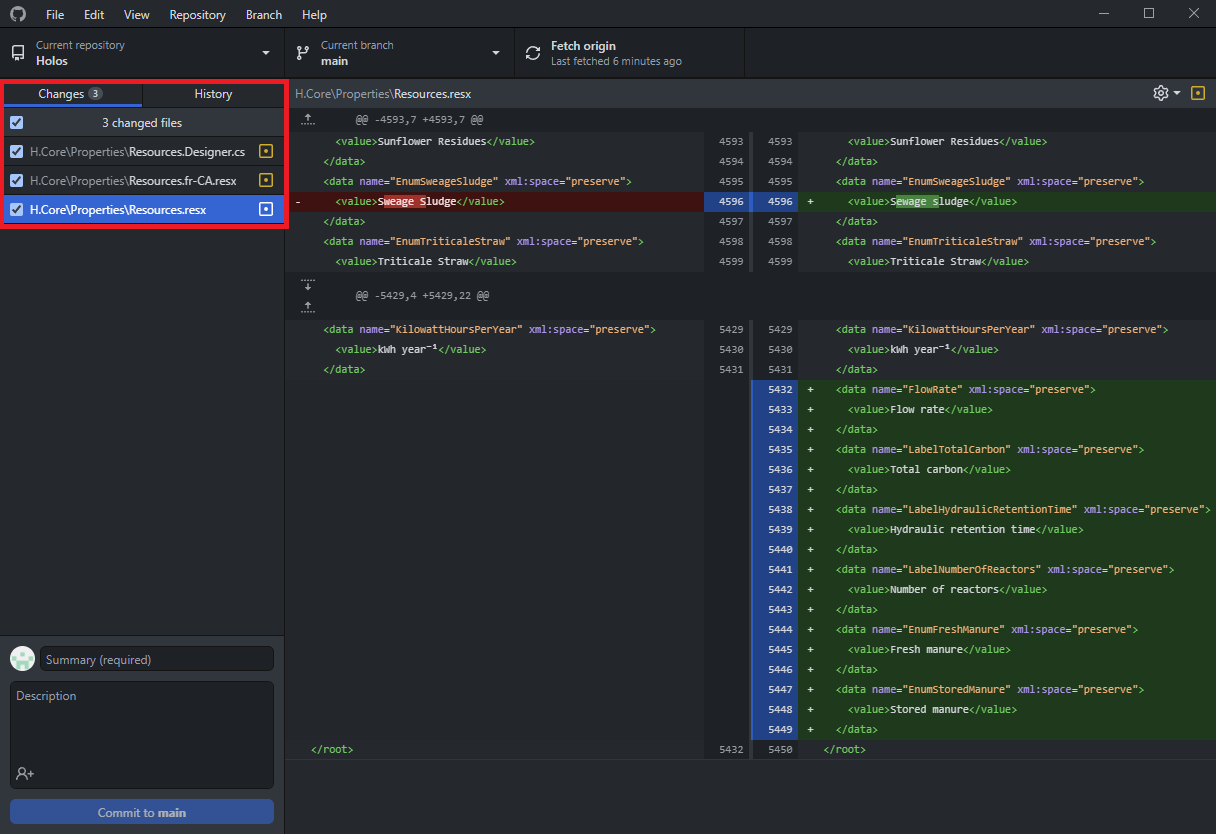 File Edit View Repository Branch Help
Current repository
Holos
Current branch
main
Fetch origin
Last fetched 6 minutes ago
Changes 3 History
3 changed files
H.Core\Properties\Resources.Designer.cs
H.Core\Properties\Resources.fr-CA.resx
H.Core\Properties\Resources.resx
Summary (required)
Description
Commit to main
H.Core\Properties\Resources.resx
@@ -4593,7 +4593,7 @@
<value>Sunflower Residues</value> 4593 4593 <value>Sunflower Residues</value>
</data> 4594 4594 </data>
<data name="EnumSweageSludge" xml:space="preserve"> 4595 4595 <data name="EnumSweageSludge" xml:space="preserve">
- <value>Sweage Sludge</value> 4596 4596 + <value>Sewage sludge</value>
</data> 4597 4597 </data>
<data name="EnumTriticaleStraw" xml:space="preserve"> 4598 4598 <data name="EnumTriticaleStraw" xml:space="preserve">
<value>Triticale Straw</value> 4599 4599 <value>Triticale Straw</value>
@@ -5429,4 +5429,22 @@
<data name="KilowattHoursPerYear" xml:space="preserve"> 5429 5429 <data name="KilowattHoursPerYear" xml:space="preserve">
<value>kWh year⁻¹</value> 5430 5430 <value>kWh year⁻¹</value>
</data> 5431 5431 </data>
5432 + <data name="FlowRate" xml:space="preserve">
5433 + <value>Flow rate</value>
5434 + </data>
5435 + <data name="LabelTotalCarbon" xml:space="preserve">
5436 + <value>Total carbon</value>
5437 + </data>
5438 + <data name="LabelHydraulicRetentionTime" xml:space="preserve">
5439 + <value>Hydraulic retention time</value>
5440 + </data>
5441 + <data name="LabelNumberOfReactors" xml:space="preserve">
5442 + <value>Number of reactors</value>
5443 + </data>
5444 + <data name="EnumFreshManure" xml:space="preserve">
5445 + <value>Fresh manure</value>
5446 + </data>
5447 + <data name="EnumStoredManure" xml:space="preserve">
5448 + <value>Stored manure</value>
5449 + </data>
</root> 5432 5450 </root>